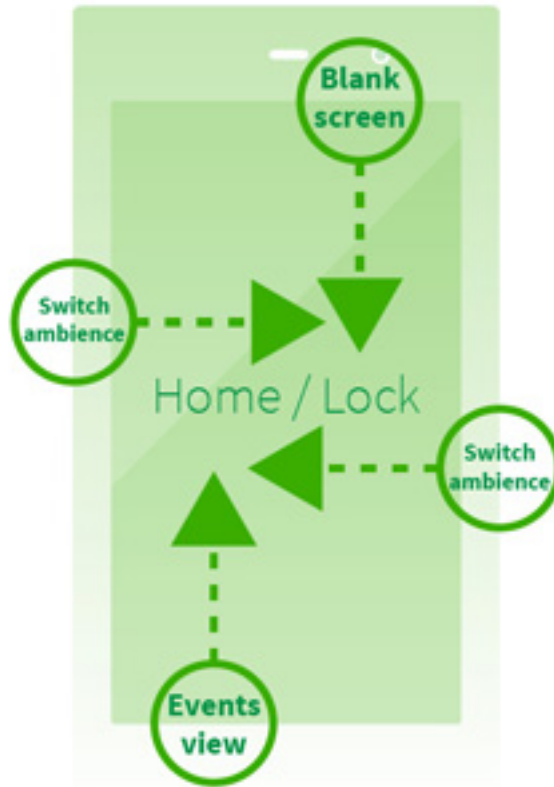 Blank
screen
Switch
ambience
Home / Lock
Switch
ambience
Events
view